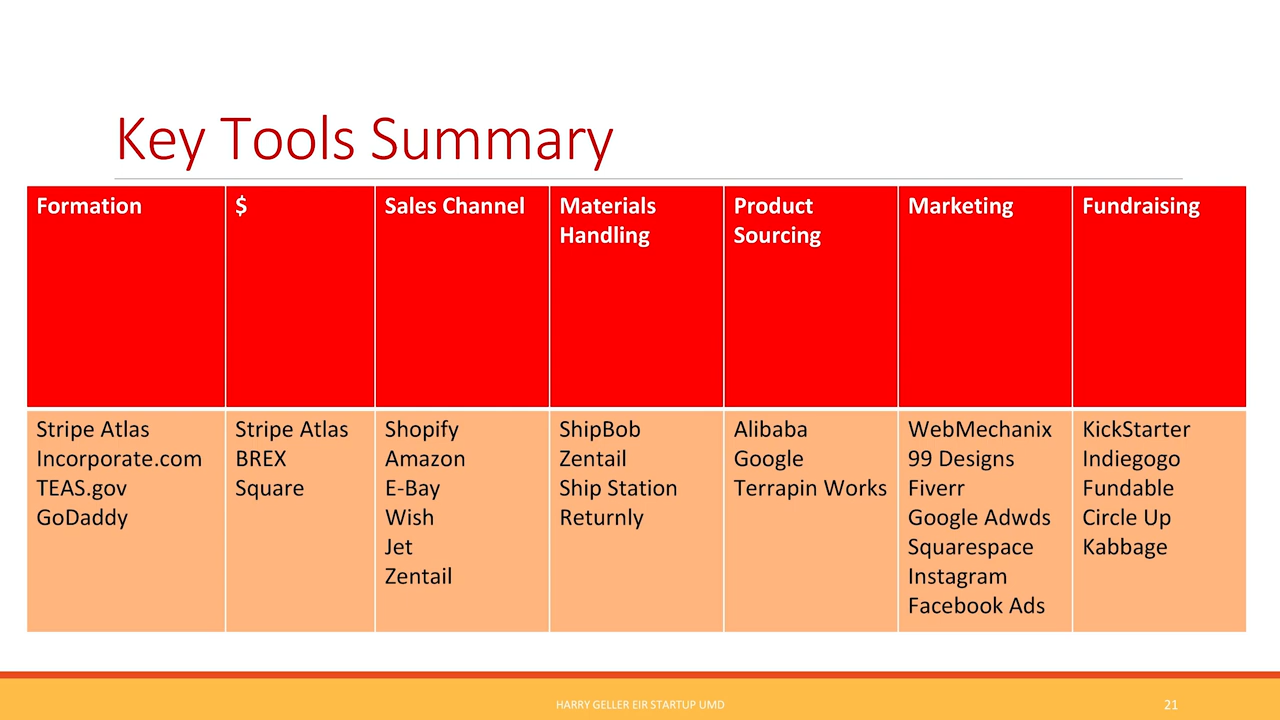 Key Tools Summary
Formation
$
Sales Channel
Materials
Handling
Product
Sourcing
Marketing
Fundraising
Stripe Atlas
Incorporate.com
TEAS.gov
GoDaddy
Stripe Atlas
BREX
Square
Shopify
Amazon
E-Bay
Wish
Jet
Zentail
ShipBob
Zentail
Ship Station
Returnly
Alibaba
Google
Terrapin Works
WebMechanix
99 Designs
Fiverr
Google Adwds
Squarespace
Instagram
Facebook Ads
KickStarter
Indiegogo
Fundable
Circle Up
Kabbage
HARRY GELLER EIR STARTUP UMD
21